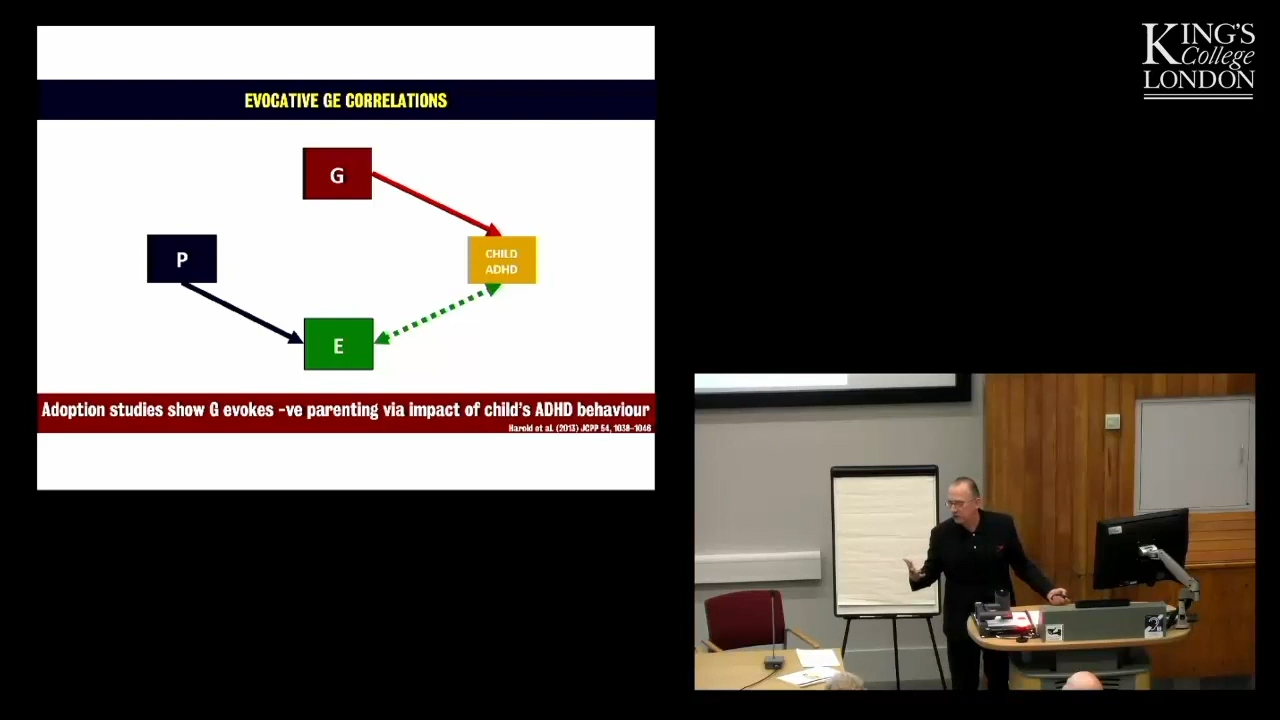 EVOCATIVE GE CORRELATIONS
G
P
CHILD
ADHD
E
Adoption studies show G evokes -ve parenting via impact of child's ADHD behaviour
Harold et al. (2013) JCPP 54, 1038-1046
KING'S
College
LONDON